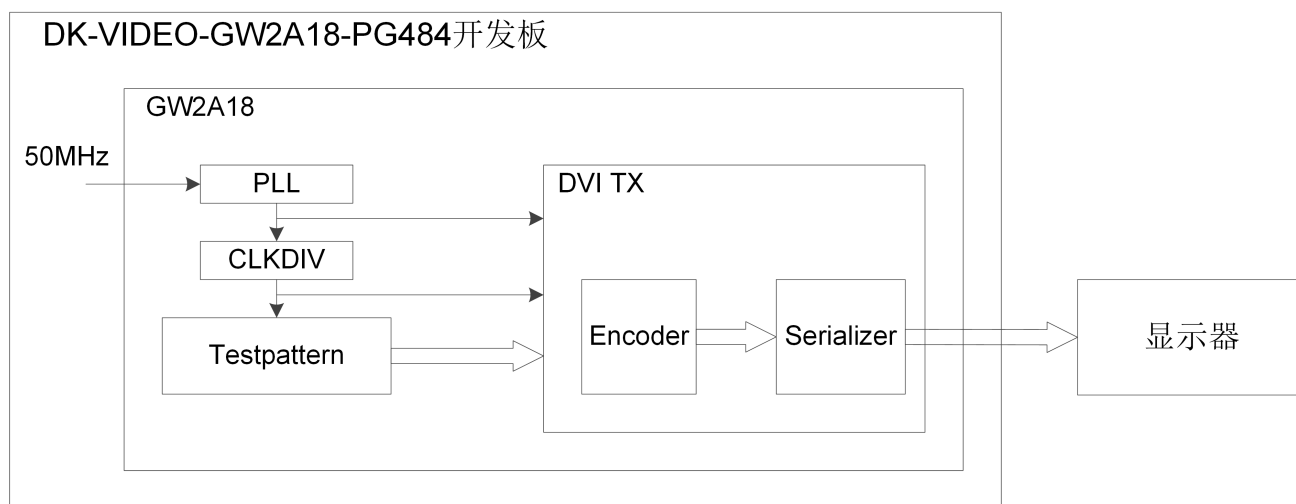 DK-VIDEO-GW2A18-PG484开发板
GW2A18
50MHz
PLL
DVI TX
CLKDIV
Encoder
Serializer
显示器
Testpattern